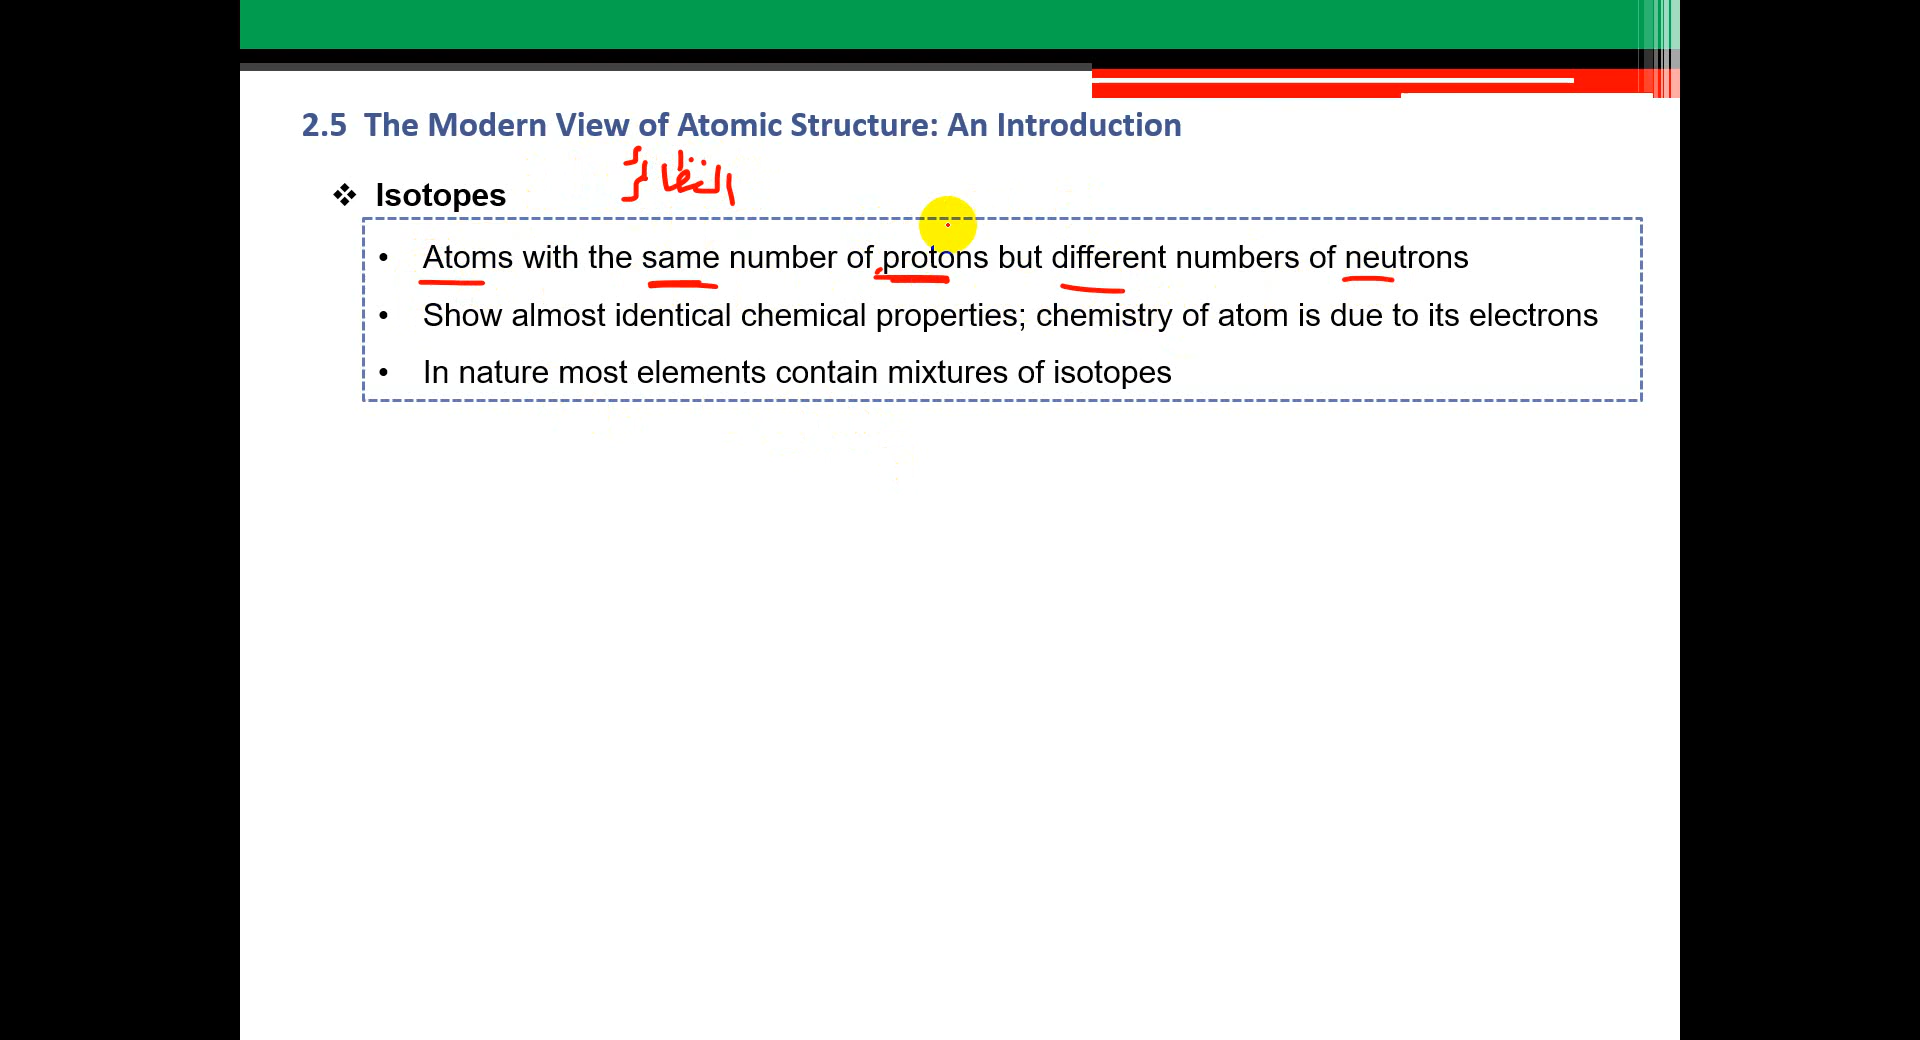 2.5 The Modern View of Atomic Structure: An Introduction
النظائر
❖ Isotopes
• Atoms with the same number of protons but different numbers of neutrons
• Show almost identical chemical properties; chemistry of atom is due to its electrons
• In nature most elements contain mixtures of isotopes